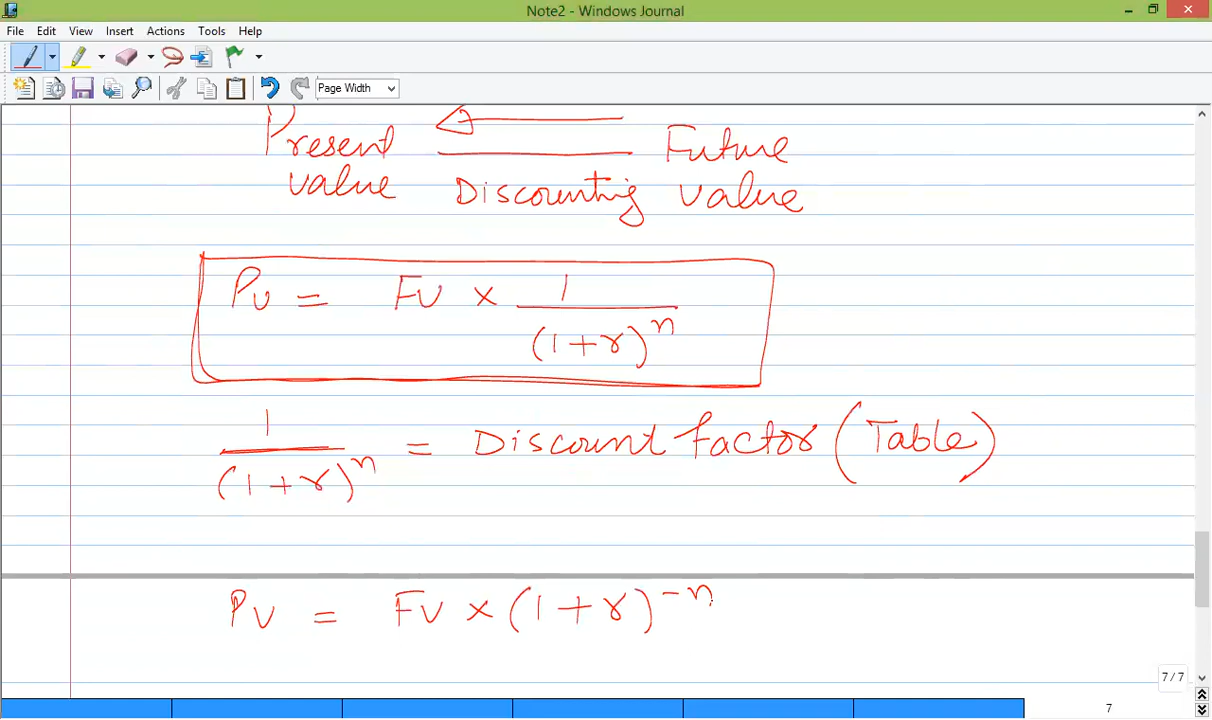 Note2 - Windows Journal
File Edit View Insert Actions Tools Help
Page Width
Present Future
value Discounting value
PV = FV × 1
(1+r)^n
1
(1+r)^n = Discount factor (Table)
PV = FV × (1+r)^-n
7 / 7
7